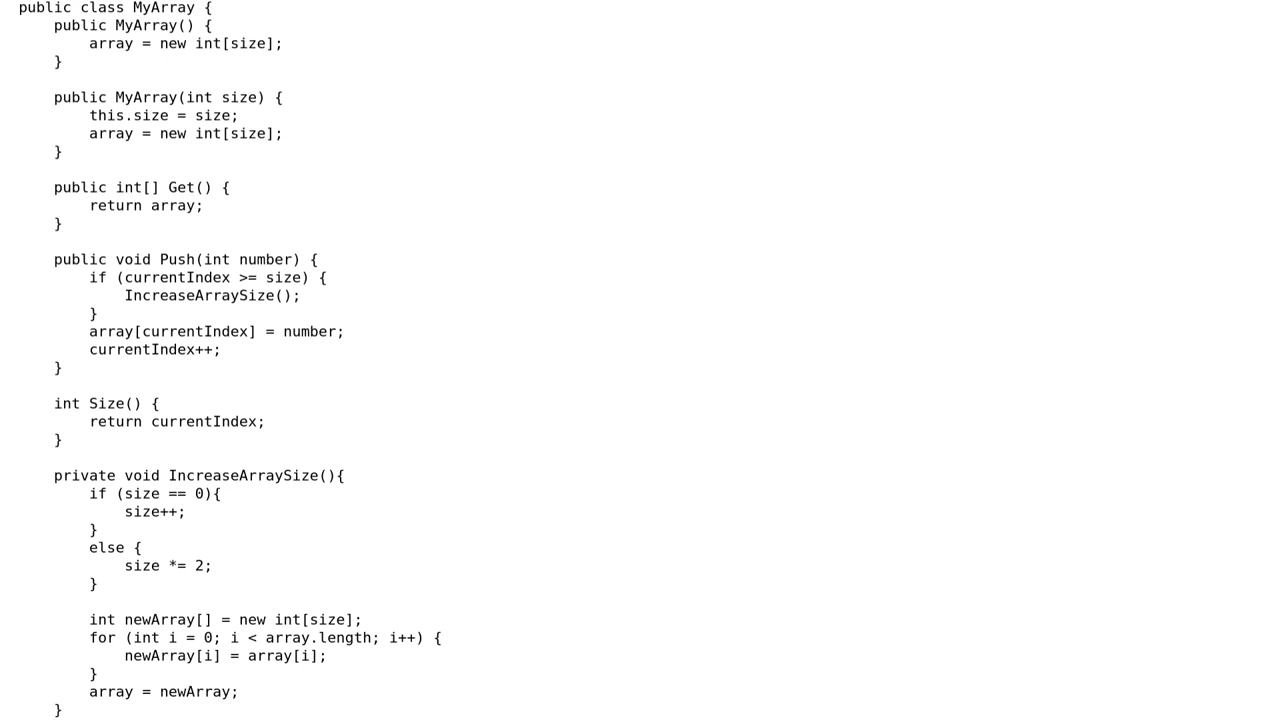 public class MyArray {
    public MyArray() {
        array = new int[size];
    }

    public MyArray(int size) {
        this.size = size;
        array = new int[size];
    }

    public int[] Get() {
        return array;
    }

    public void Push(int number) {
        if (currentIndex >= size) {
            IncreaseArraySize();
        }
        array[currentIndex] = number;
        currentIndex++;
    }

    int Size() {
        return currentIndex;
    }

    private void IncreaseArraySize(){
        if (size == 0){
            size++;
        }
        else {
            size *= 2;
        }

        int newArray[] = new int[size];
        for (int i = 0; i < array.length; i++) {
            newArray[i] = array[i];
        }
        array = newArray;
    }